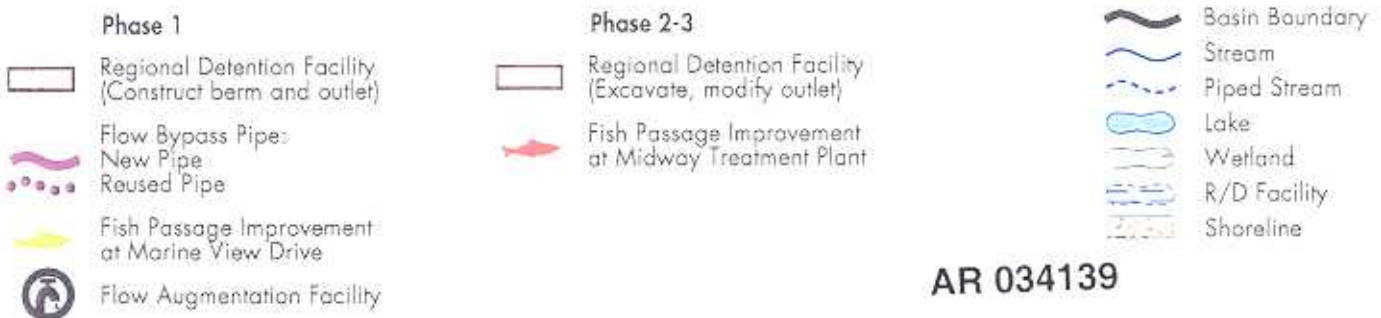 Phase 1
Regional Detention Facility
(Construct berm and outlet)
Flow Bypass Pipe:
New Pipe
Reused Pipe
Fish Passage Improvement
at Marine View Drive
Flow Augmentation Facility
Phase 2-3
Regional Detention Facility
(Excavate, modify outlet)
Fish Passage Improvement
at Midway Treatment Plant
Basin Boundary
Stream
Piped Stream
Lake
Wetland
R/D Facility
Shoreline
AR 034139